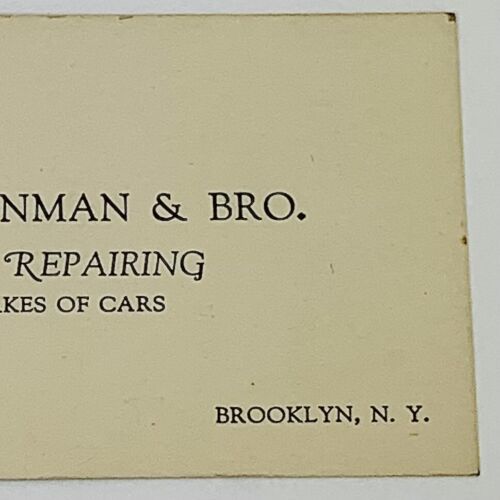 NMAN & BRO.
REPAIRING
AKES OF CARS
BROOKLYN, N. Y.